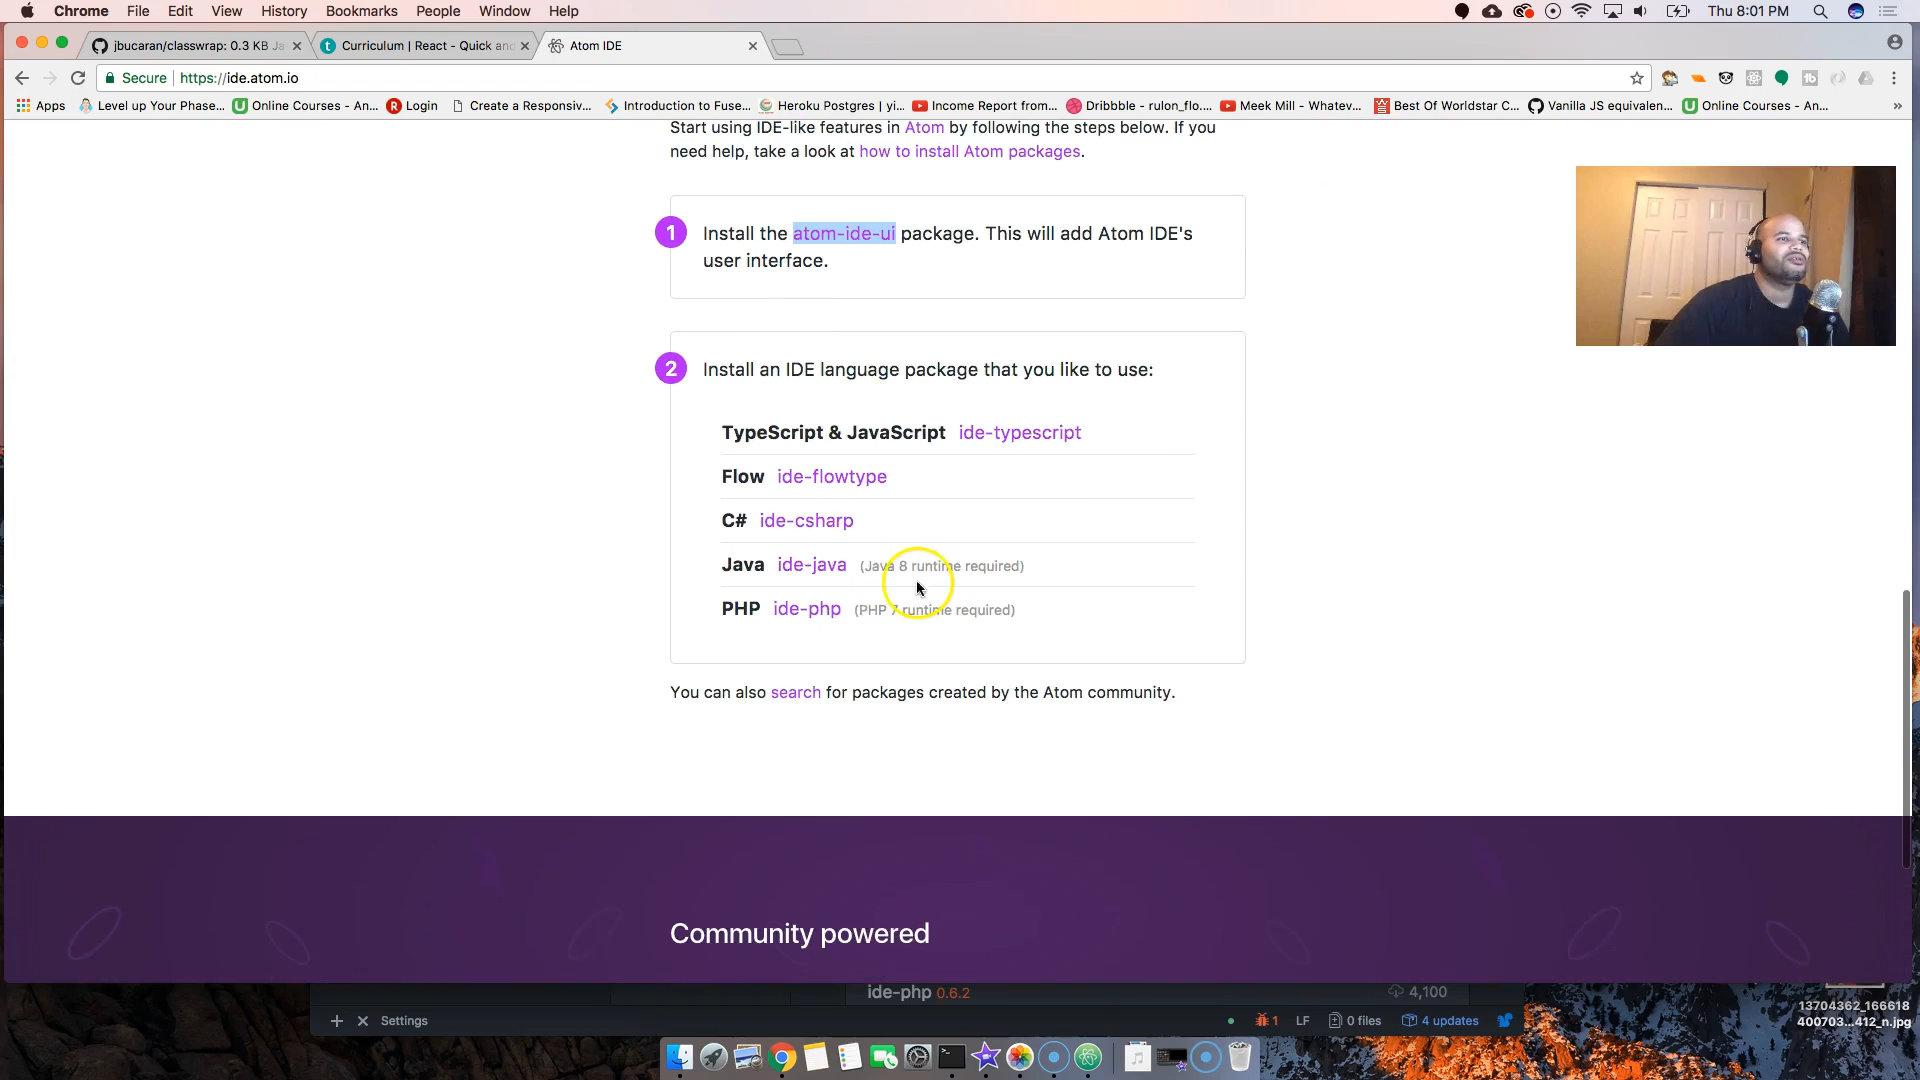 Chrome File Edit View History Bookmarks People Window Help
Thu 8:01 PM
jbucaran/classwrap: 0.3 KB Ja
Curriculum | React - Quick and
Atom IDE
Secure https://ide.atom.io
Apps
Level up Your Phase...
Online Courses - An...
Login
Create a Responsiv...
Introduction to Fuse...
Heroku Postgres | yi...
Income Report from...
Dribbble - rulon_flo....
Meek Mill - Whatev...
Best Of Worldstar C...
Vanilla JS equivalen...
Online Courses - An...
Start using IDE-like features in Atom by following the steps below. If you
need help, take a look at how to install Atom packages.
1 Install the atom-ide-ui package. This will add Atom IDE's
user interface.
2 Install an IDE language package that you like to use:
TypeScript & JavaScript ide-typescript
Flow ide-flowtype
C# ide-csharp
Java ide-java (Java 8 runtime required)
PHP ide-php (PHP 7 runtime required)
You can also search for packages created by the Atom community.
Community powered
ide-php 0.6.2
4,100
Settings
1 LF 0 files 4 updates
13704362_166618
400703...412_n.jpg